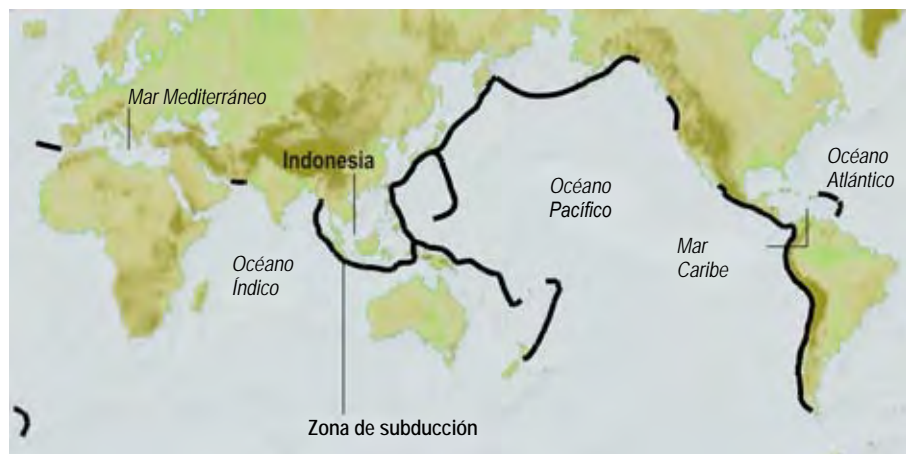 Mar Mediterráneo
Indonesia
Océano
Atlántico
Océano
Pacífico
Mar
Caribe
Océano
Índico
Zona de subducción